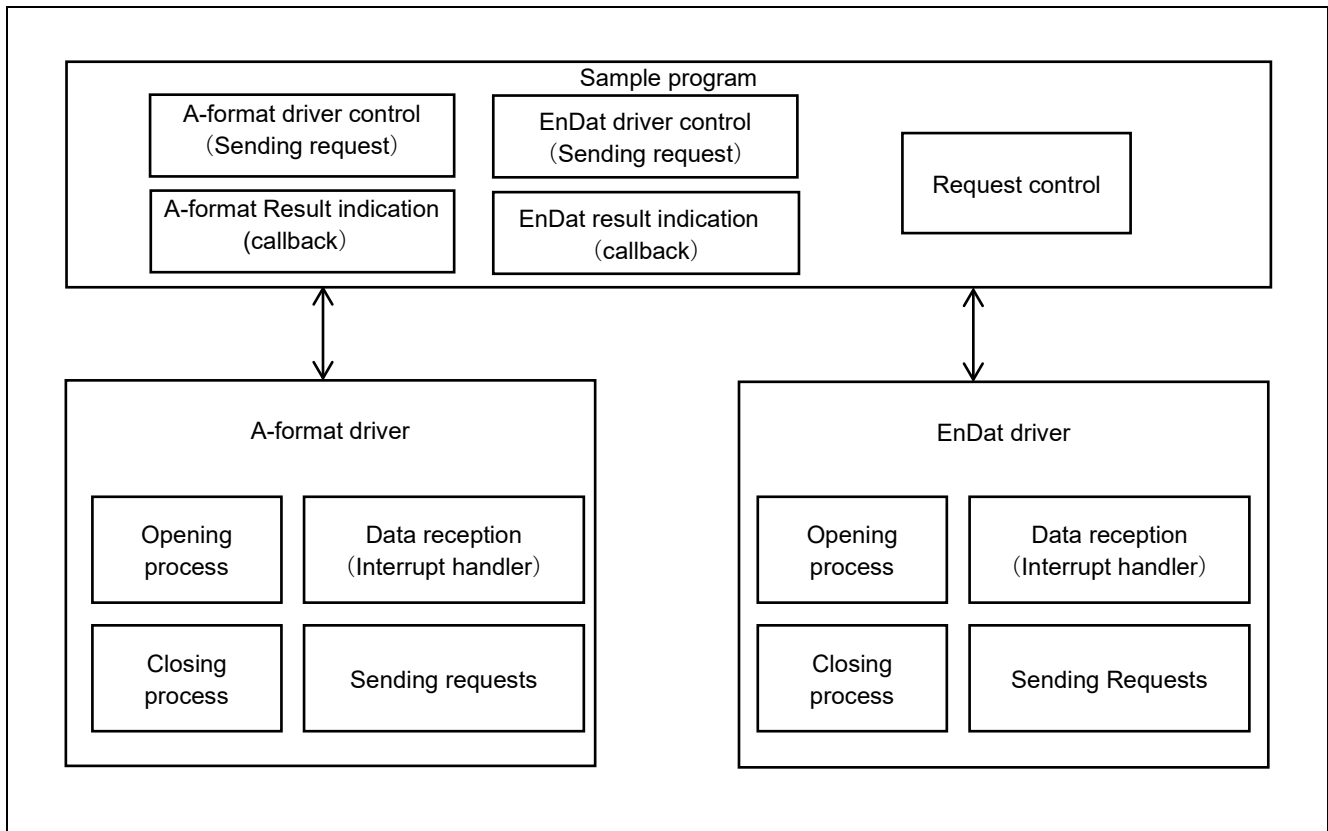 Sample program
A-format driver control
（Sending request）
A-format Result indication
(callback）
EnDat driver control
（Sending request）
EnDat result indication
（callback）
Request control
A-format driver
Opening
process
Data reception
（Interrupt handler）
Closing
process
Sending requests
EnDat driver
Opening
process
Data reception
（Interrupt handler）
Closing
process
Sending Requests